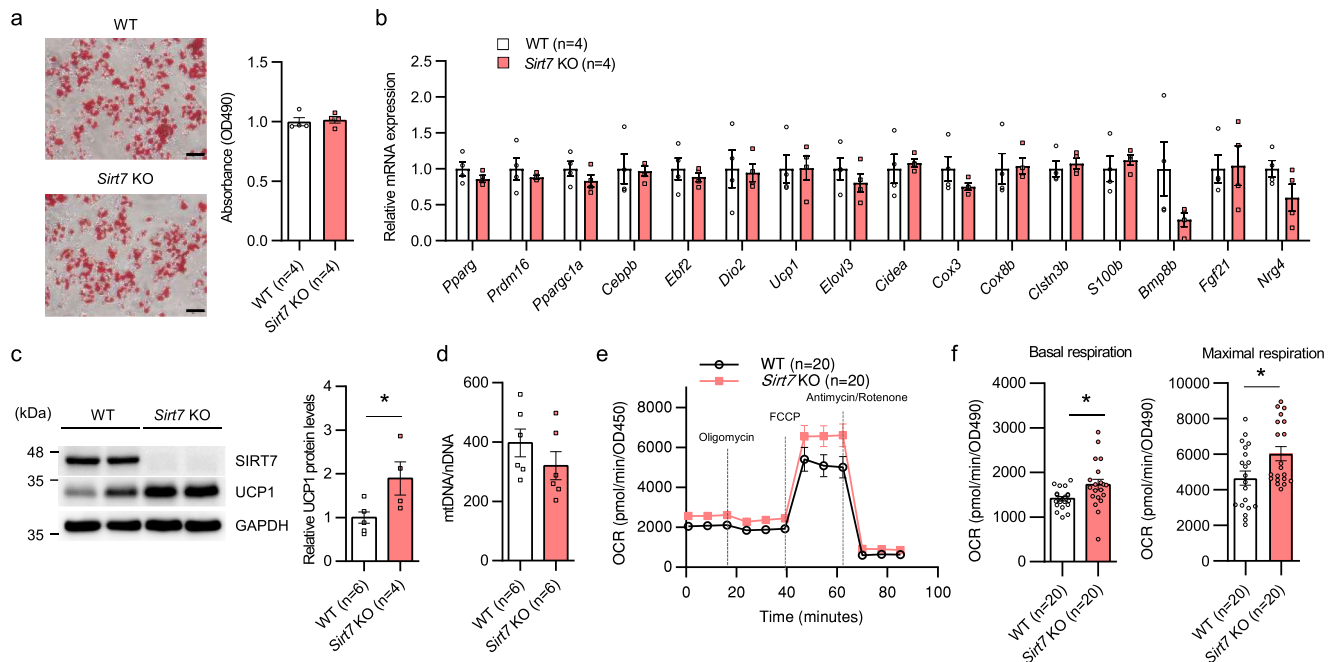 a
WT
Sirt7 KO
Absorbance (OD490)
1.5
1.0
0.5
0.0
WT (n=4)
Sirt7 KO (n=4)
b
WT (n=4)
Sirt7 KO (n=4)
Relative mRNA expression
2.5
2.0
1.5
1.0
0.5
0.0
Pparg
Prdm16
Ppargc1a
Cebpb
Ebf2
Dio2
Ucp1
Elovl3
Cidea
Cox3
Cox8b
Clstn3b
S100b
Bmp8b
Fgf21
Nrg4
c
(kDa)
WT
Sirt7 KO
48
35
35
SIRT7
UCP1
GAPDH
Relative UCP1 protein levels
4
3
2
1
0
*
WT (n=6)
Sirt7 KO (n=4)
d
mtDNA/nDNA
600
400
200
0
WT (n=6)
Sirt7 KO (n=6)
e
WT (n=20)
Sirt7 KO (n=20)
Oligomycin
FCCP
Antimycin/Rotenone
OCR (pmol/min/OD450)
8000
6000
4000
2000
0
0
20
40
60
80
100
Time (minutes)
f
Basal respiration
OCR (pmol/min/OD490)
4000
3000
2000
1000
0
*
WT (n=20)
Sirt7 KO (n=20)
Maximal respiration
OCR (pmol/min/OD490)
10000
8000
6000
4000
2000
0
*
WT (n=20)
Sirt7 KO (n=20)